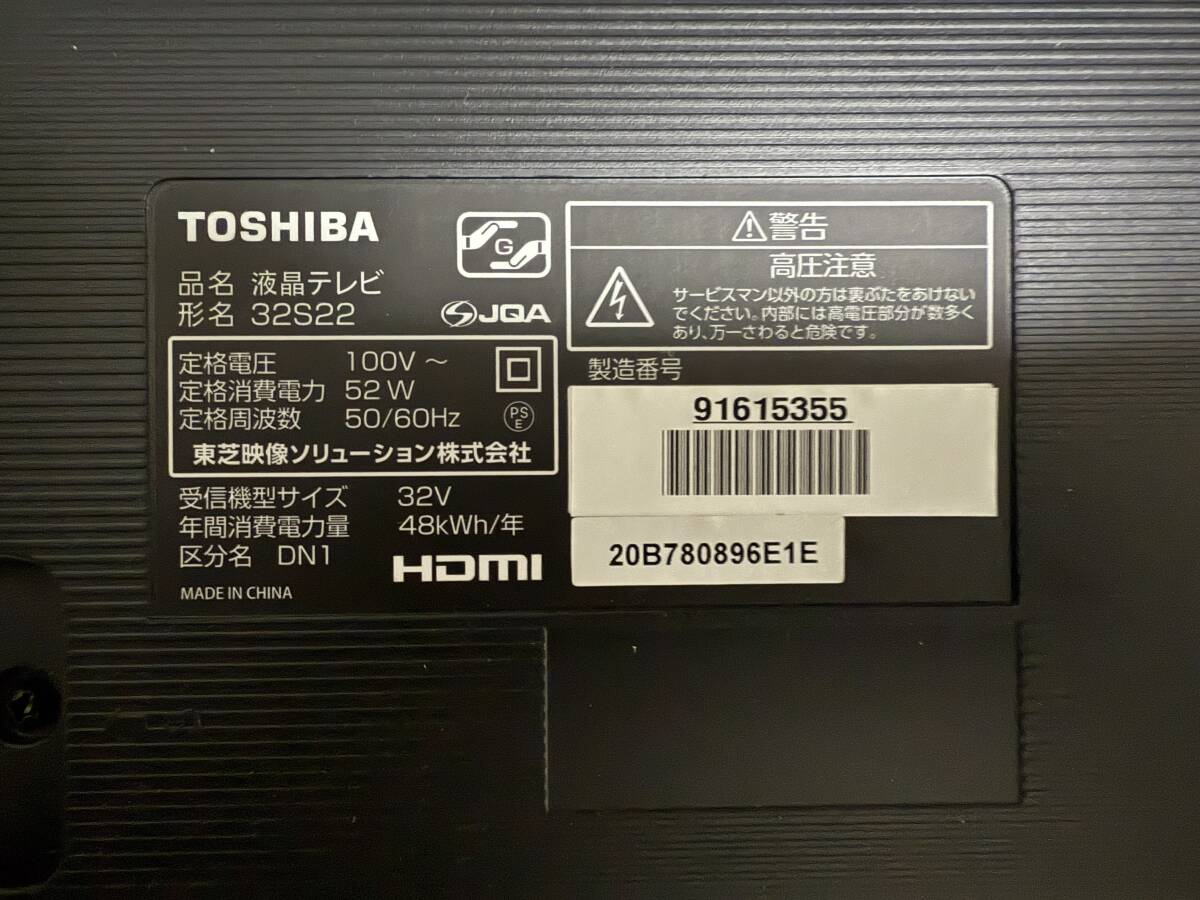 TOSHIBA
G
品名 液晶テレビ
形名 32S22
JQA
定格電圧 100V ～
定格消費電力 52W
定格周波数 50/60Hz
PS
E
東芝映像ソリューション株式会社
受信機型サイズ 32V
年間消費電力量 48kWh/年
区分名 DN1
HDMI
MADE IN CHINA
⚠警告
高圧注意
サービスマン以外の方は裏ぶたをあけない
でください。内部には高電圧部分が数多く
あり、万一さわると危険です。
製造番号
91615355
20B780896E1E